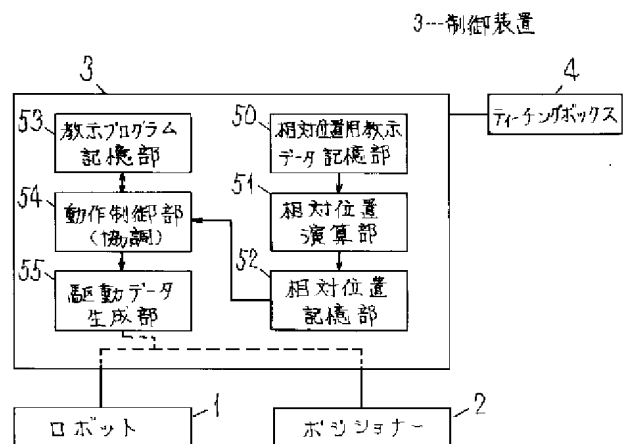 3---制御装置
3
4
ティーチングボックス
53
教示プログラム
記憶部
50
相対位置用教示
データ記憶部
54
動作制御部
(協調)
51
相対位置
演算部
55
駆動データ
生成部
52
相対位置
記憶部
ロボット
1
ポジショナー
2